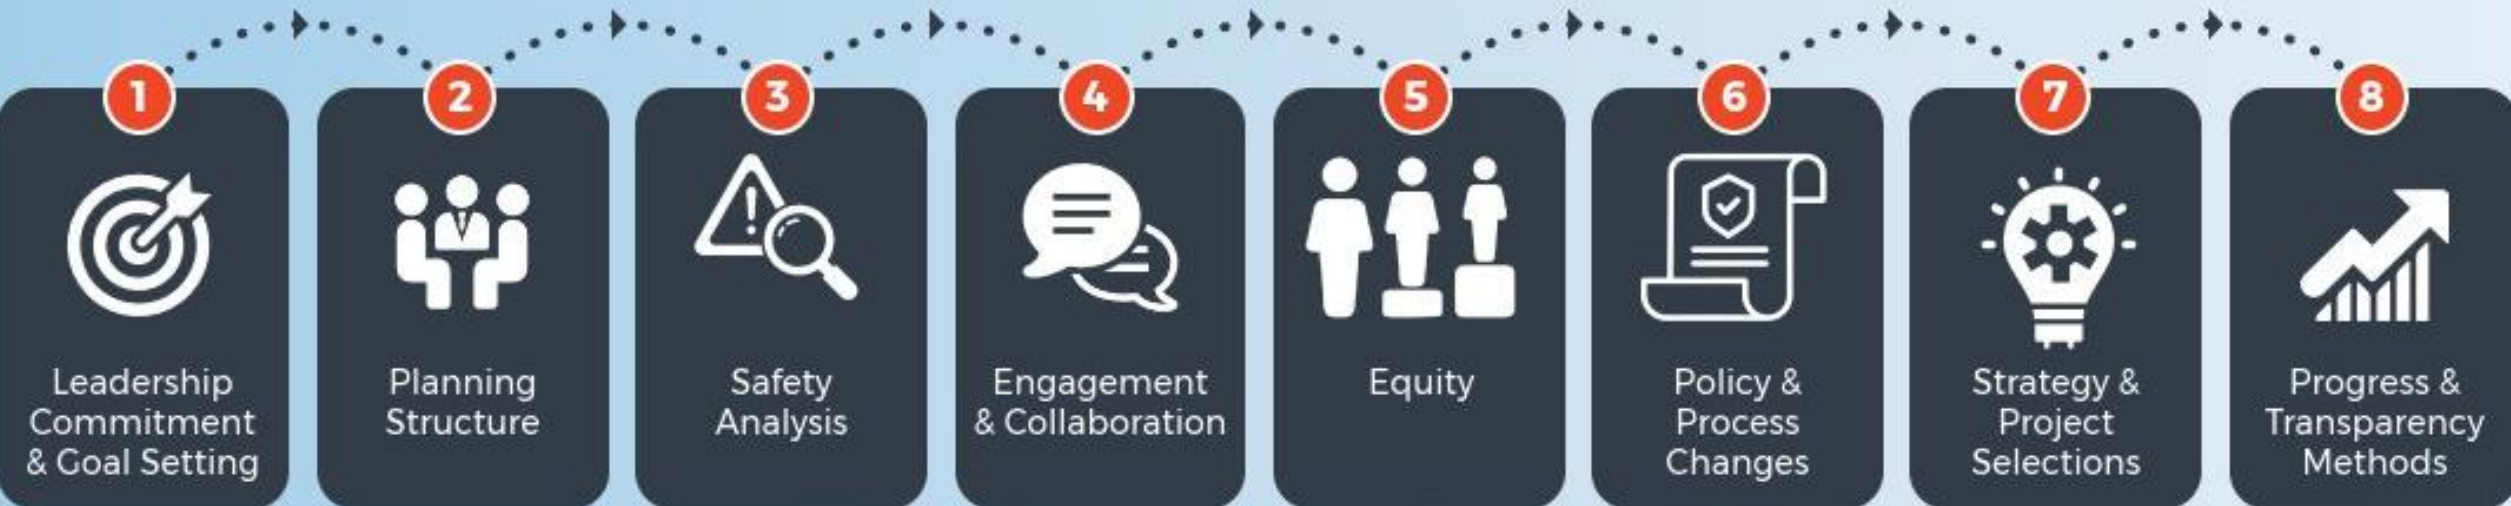 1
Leadership
Commitment
& Goal Setting
2
Planning
Structure
3
Safety
Analysis
4
Engagement
& Collaboration
5
Equity
6
Policy &
Process
Changes
7
Strategy &
Project
Selections
8
Progress &
Transparency
Methods